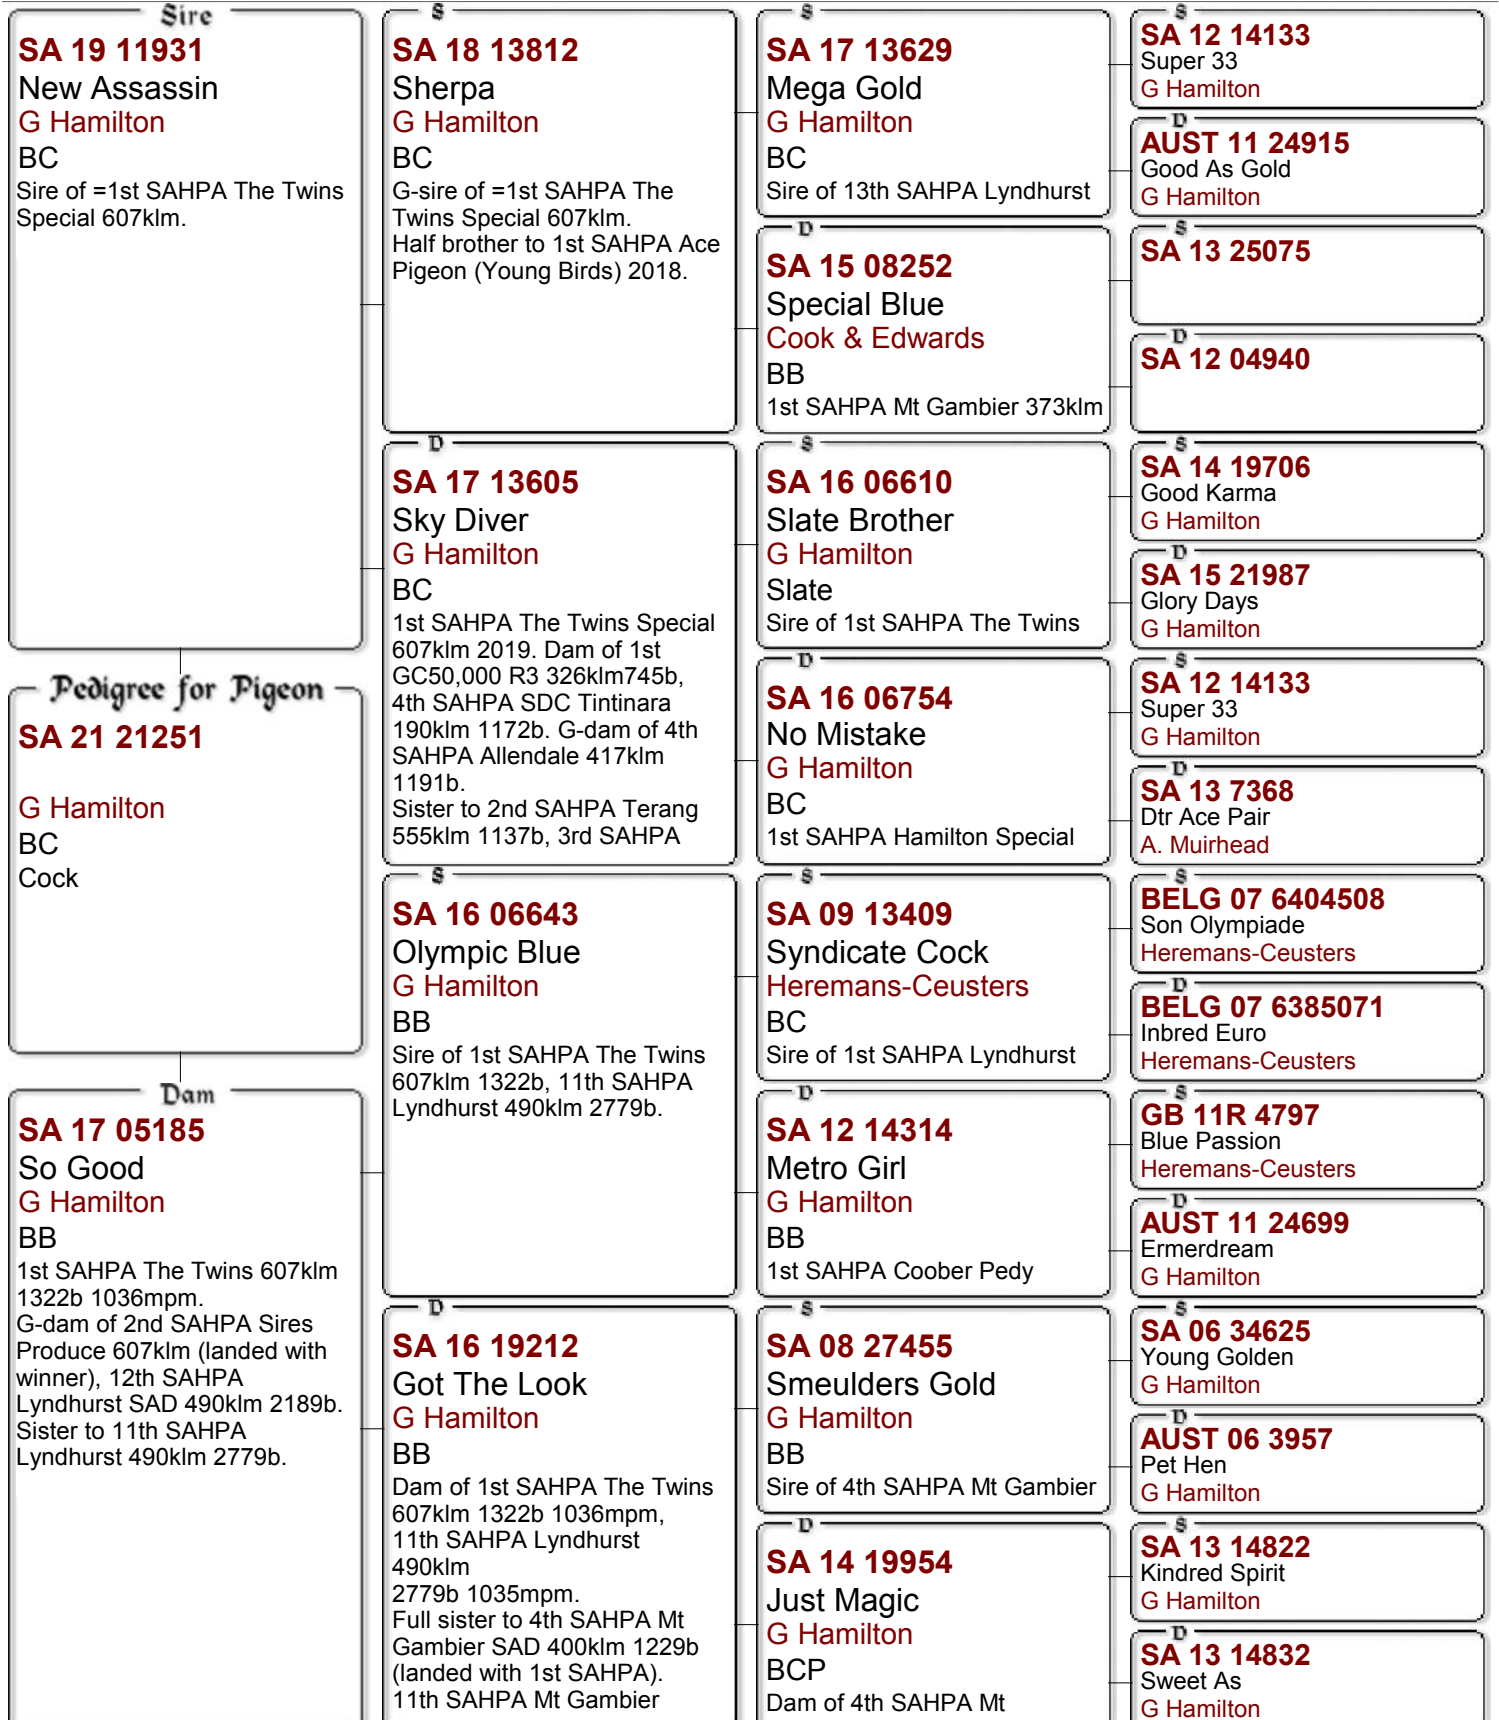 Sire
SA 19 11931
New Assassin
G Hamilton
BC
Sire of =1st SAHPA The Twins
Special 607klm.
Pedigree for Pigeon
SA 21 21251
G Hamilton
BC
Cock
Dam
SA 17 05185
So Good
G Hamilton
BB
1st SAHPA The Twins 607klm
1322b 1036mpm.
G-dam of 2nd SAHPA Sires
Produce 607klm (landed with
winner), 12th SAHPA
Lyndhurst SAD 490klm 2189b.
Sister to 11th SAHPA
Lyndhurst 490klm 2779b.
S
SA 18 13812
Sherpa
G Hamilton
BC
G-sire of =1st SAHPA The
Twins Special 607klm.
Half brother to 1st SAHPA Ace
Pigeon (Young Birds) 2018.
D
SA 17 13605
Sky Diver
G Hamilton
BC
1st SAHPA The Twins Special
607klm 2019. Dam of 1st
GC50,000 R3 326klm745b,
4th SAHPA SDC Tintinara
190klm 1172b. G-dam of 4th
SAHPA Allendale 417klm
1191b.
Sister to 2nd SAHPA Terang
555klm 1137b, 3rd SAHPA
S
SA 16 06643
Olympic Blue
G Hamilton
BB
Sire of 1st SAHPA The Twins
607klm 1322b, 11th SAHPA
Lyndhurst 490klm 2779b.
D
SA 16 19212
Got The Look
G Hamilton
BB
Dam of 1st SAHPA The Twins
607klm 1322b 1036mpm,
11th SAHPA Lyndhurst
490klm
2779b 1035mpm.
Full sister to 4th SAHPA Mt
Gambier SAD 400klm 1229b
(landed with 1st SAHPA).
11th SAHPA Mt Gambier
S
SA 17 13629
Mega Gold
G Hamilton
BC
Sire of 13th SAHPA Lyndhurst
D
SA 15 08252
Special Blue
Cook & Edwards
BB
1st SAHPA Mt Gambier 373klm
S
SA 16 06610
Slate Brother
G Hamilton
Slate
Sire of 1st SAHPA The Twins
D
SA 16 06754
No Mistake
G Hamilton
BC
1st SAHPA Hamilton Special
S
SA 09 13409
Syndicate Cock
Heremans-Ceusters
BC
Sire of 1st SAHPA Lyndhurst
D
SA 12 14314
Metro Girl
G Hamilton
BB
1st SAHPA Coober Pedy
S
SA 08 27455
Smeulders Gold
G Hamilton
BB
Sire of 4th SAHPA Mt Gambier
D
SA 14 19954
Just Magic
G Hamilton
BCP
Dam of 4th SAHPA Mt
S
SA 12 14133
Super 33
G Hamilton
D
AUST 11 24915
Good As Gold
G Hamilton
S
SA 13 25075
D
SA 12 04940
S
SA 14 19706
Good Karma
G Hamilton
D
SA 15 21987
Glory Days
G Hamilton
S
SA 12 14133
Super 33
G Hamilton
D
SA 13 7368
Dtr Ace Pair
A. Muirhead
S
BELG 07 6404508
Son Olympiade
Heremans-Ceusters
D
BELG 07 6385071
Inbred Euro
Heremans-Ceusters
S
GB 11R 4797
Blue Passion
Heremans-Ceusters
D
AUST 11 24699
Ermerdream
G Hamilton
S
SA 06 34625
Young Golden
G Hamilton
D
AUST 06 3957
Pet Hen
G Hamilton
S
SA 13 14822
Kindred Spirit
G Hamilton
D
SA 13 14832
Sweet As
G Hamilton